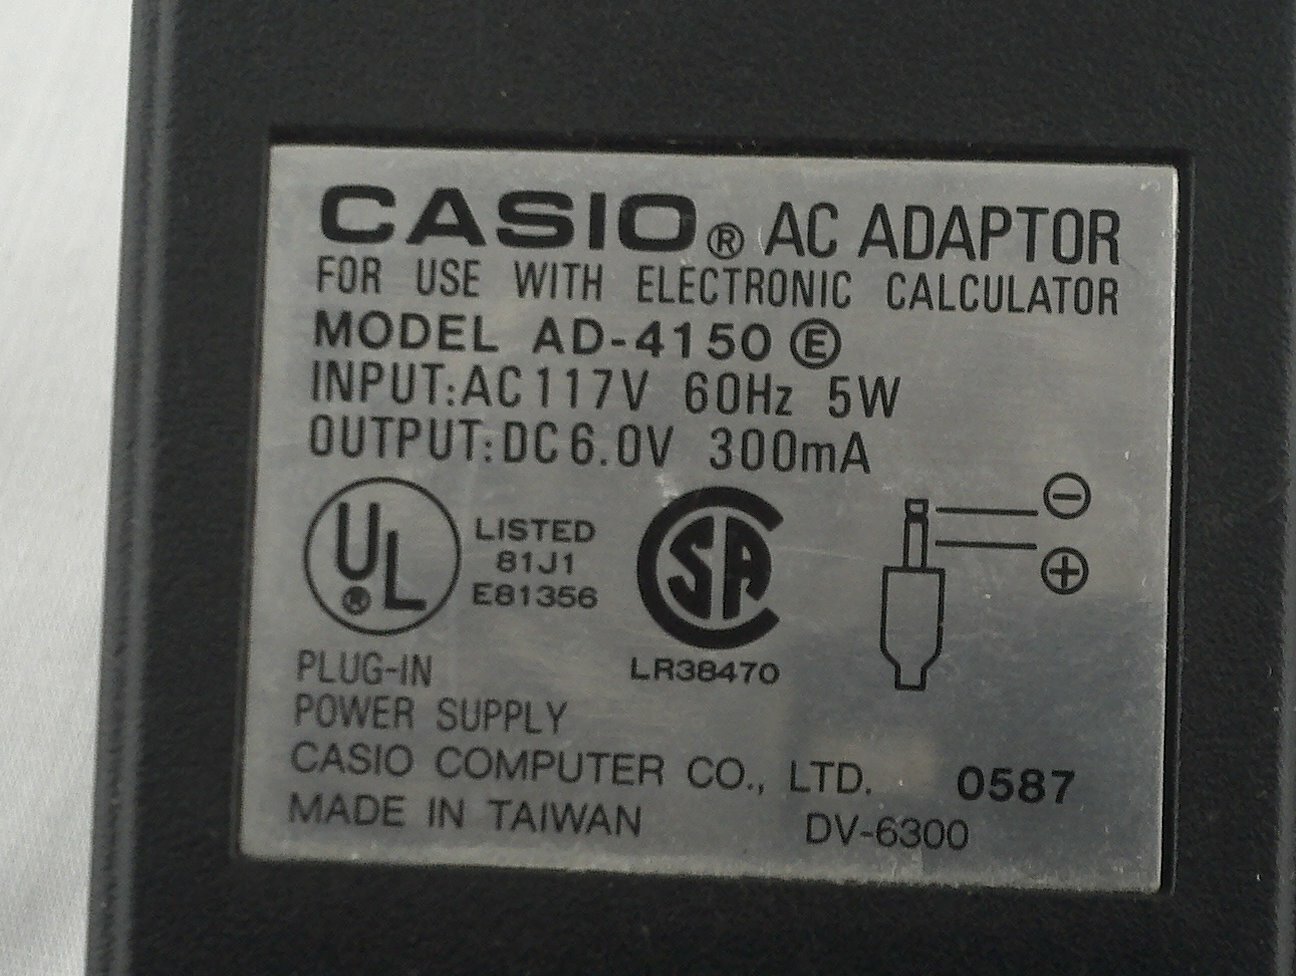 CASIO® AC ADAPTOR
FOR USE WITH ELECTRONIC CALCULATOR
MODEL AD-4150 Ⓔ
INPUT:AC117V 60Hz 5W
OUTPUT:DC6.0V 300mA
UL®
LISTED
81J1
E81356
SA
LR38470
⊖
⊕
PLUG-IN
POWER SUPPLY
CASIO COMPUTER CO., LTD. 0587
MADE IN TAIWAN DV-6300